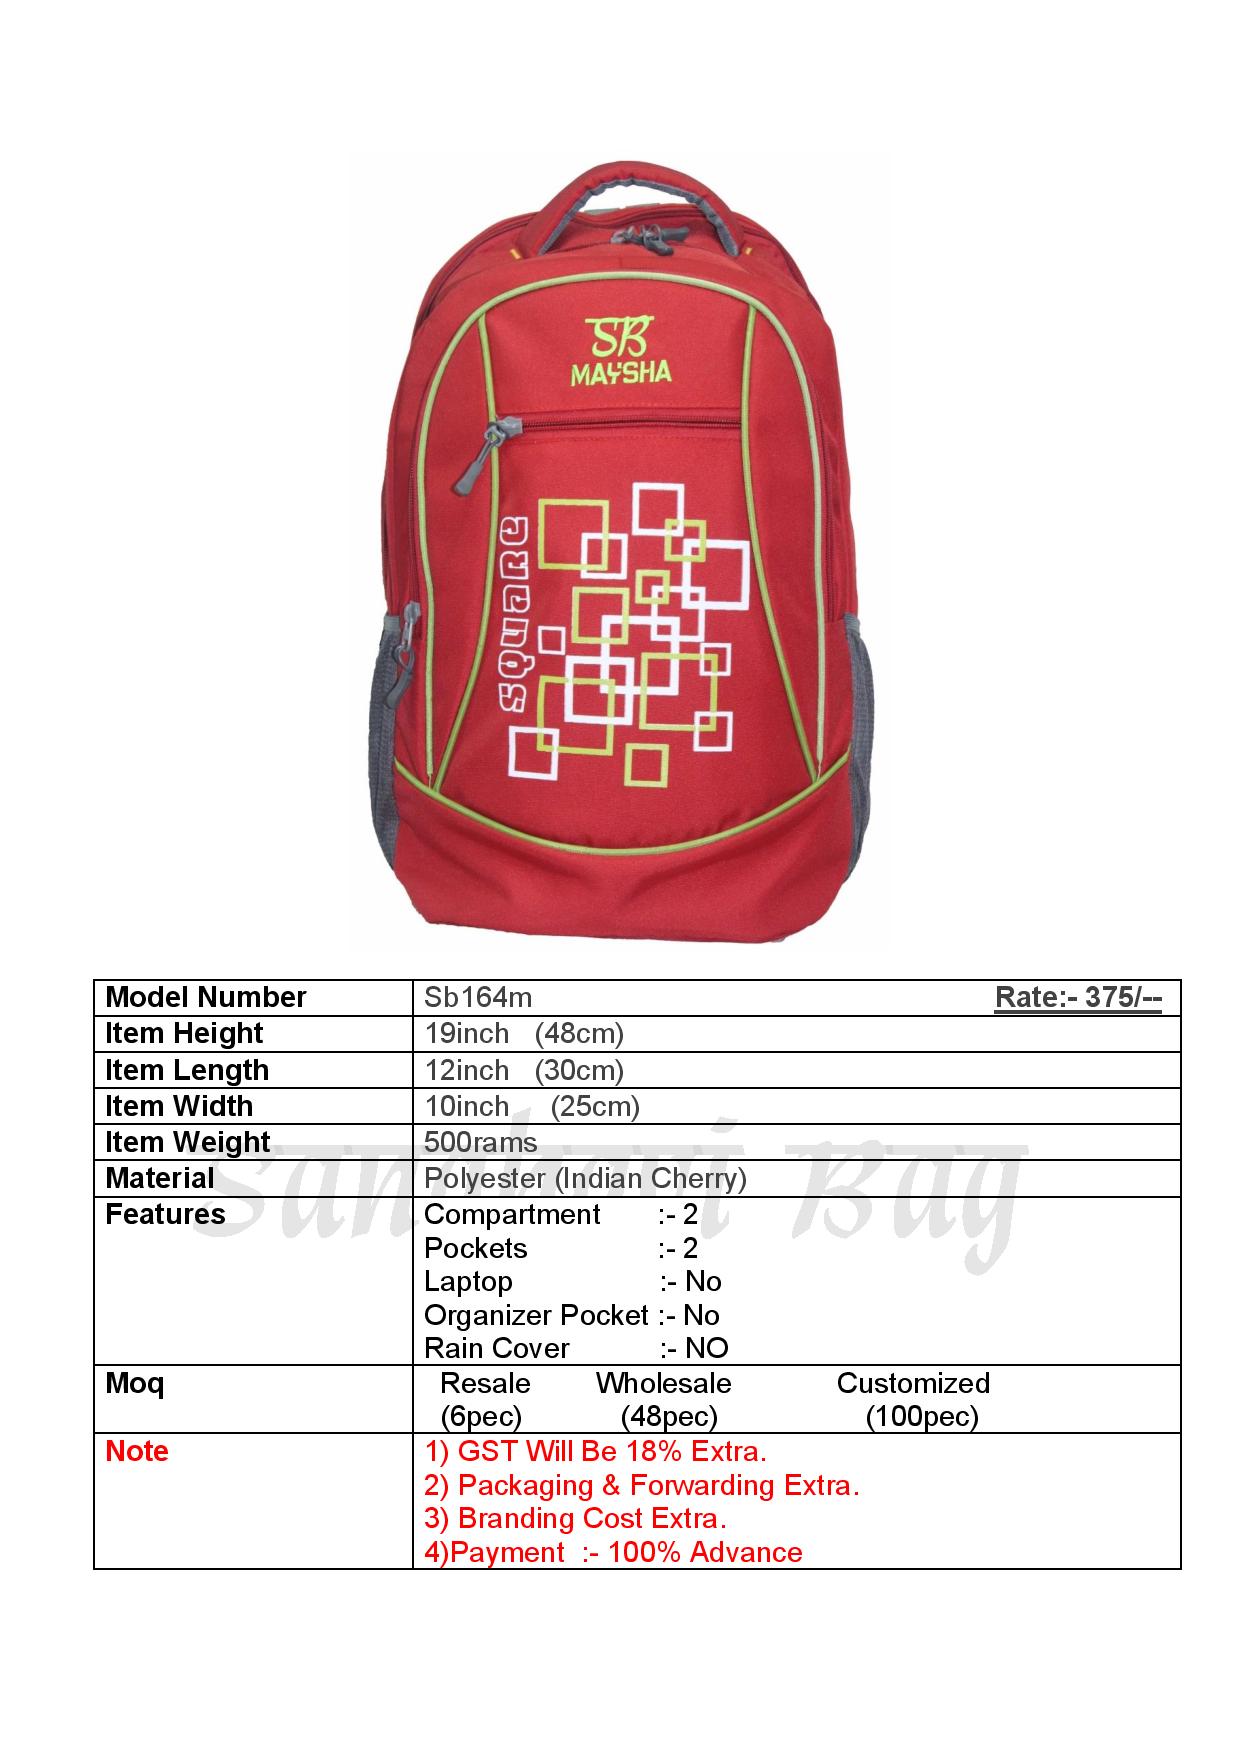 SB
MAYSHA
SQUARE
Model Number Sb164m Rate:- 375/--
Item Height 19inch (48cm)
Item Length 12inch (30cm)
Item Width 10inch (25cm)
Item Weight 500rams
Material Polyester (Indian Cherry)
Features Compartment :- 2
Pockets :- 2
Laptop :- No
Organizer Pocket :- No
Rain Cover :- NO
Moq Resale Wholesale Customized
(6pec) (48pec) (100pec)
Note 1) GST Will Be 18% Extra.
2) Packaging & Forwarding Extra.
3) Branding Cost Extra.
4)Payment :- 100% Advance
Bag